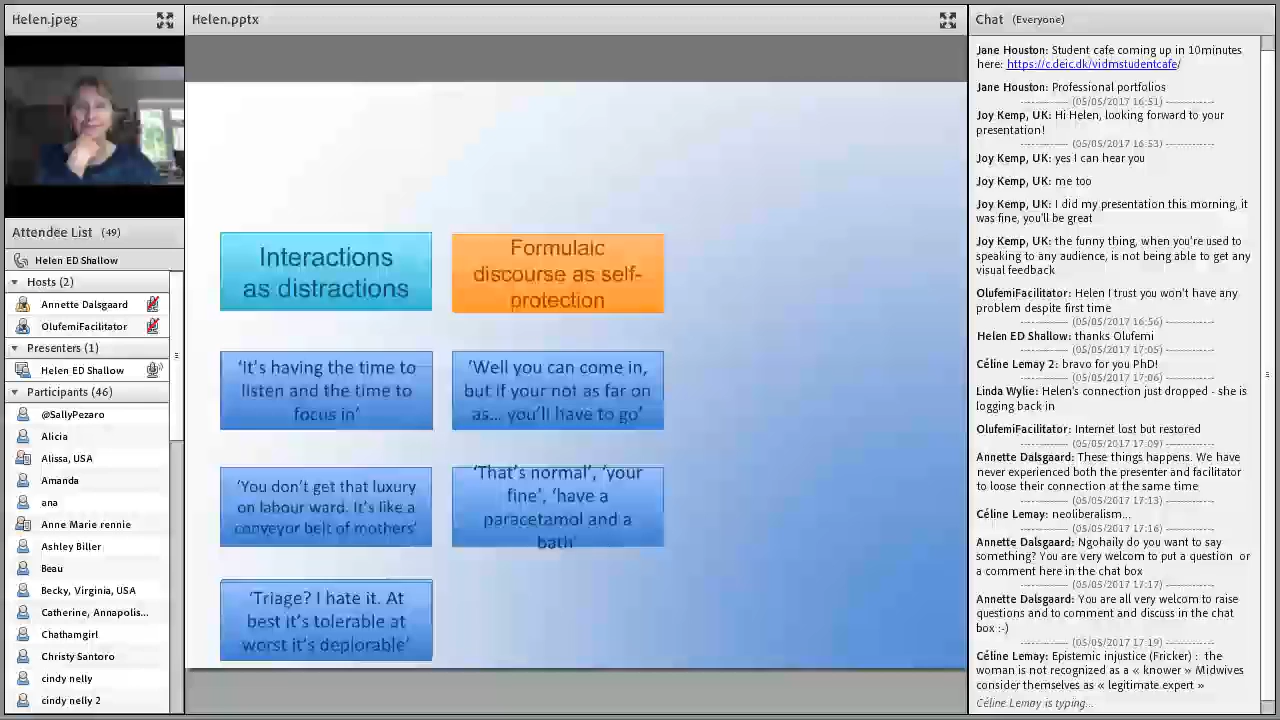 Helen.jpeg
Attendee List (49)
Helen ED Shallow
Hosts (2)
Annette Dalsgaard
OlufemiFacilitator
Presenters (1)
Helen ED Shallow
Participants (46)
@SallyPezaro
Alicia
Alissa, USA
Amanda
ana
Anne Marie rennie
Ashley Biller
Beau
Becky, Virginia, USA
Catherine, Annapolis...
Chathamgirl
Christy Santoro
cindy nelly
cindy nelly 2
Helen.pptx
Interactions
as distractions
‘It’s having the time to
listen and the time to
focus in’
‘You don’t get that luxury
on labour ward. It’s like a
conveyor belt of mothers’
‘Triage? I hate it. At
best it’s tolerable at
worst it’s deplorable’
Formulaic
discourse as self-
protection
‘Well you can come in,
but if your not as far on
as... you’ll have to go’
‘That’s normal’, ‘your
fine’, ‘have a
paracetamol and a
bath’
Chat (Everyone)
Jane Houston: Student cafe coming up in 10minutes
here: https://c.deic.dk/vidmstudentcafe/
Jane Houston: Professional portfolios
(05/05/2017 16:51)
Joy Kemp, UK: Hi Helen, looking forward to your
presentation!
(05/05/2017 16:53)
Joy Kemp, UK: yes I can hear you
Joy Kemp, UK: me too
Joy Kemp, UK: I did my presentation this morning, it
was fine, you'll be great
Joy Kemp, UK: the funny thing, when you're used to
speaking to any audience, is not being able to get any
visual feedback
OlufemiFacilitator: Helen I trust you won't have any
problem despite first time
(05/05/2017 16:56)
Helen ED Shallow: thanks Olufemi
(05/05/2017 17:05)
Céline Lemay 2: bravo for you PhD!
(05/05/2017 17:06)
Linda Wylie: Helen's connection just dropped - she is
logging back in
OlufemiFacilitator: Internet lost but restored
(05/05/2017 17:09)
Annette Dalsgaard: These things happens. We have
never experienced both the presenter and facilitator
to loose their connection at the same time
(05/05/2017 17:13)
Céline Lemay: neoliberalism...
(05/05/2017 17:16)
Annette Dalsgaard: Ngohaily do you want to say
something? You are very welcom to put a question or
a comment here in the chat box
(05/05/2017 17:17)
Annette Dalsgaard: You are all very welcom to raise
questions and to comment and discuss in the chat
box :-)
(05/05/2017 17:19)
Céline Lemay: Epistemic injustice (Fricker) : the
woman is not recognized as a « knower » Midwives
consider themselves as « legitimate expert »
Céline Lemay is typing...